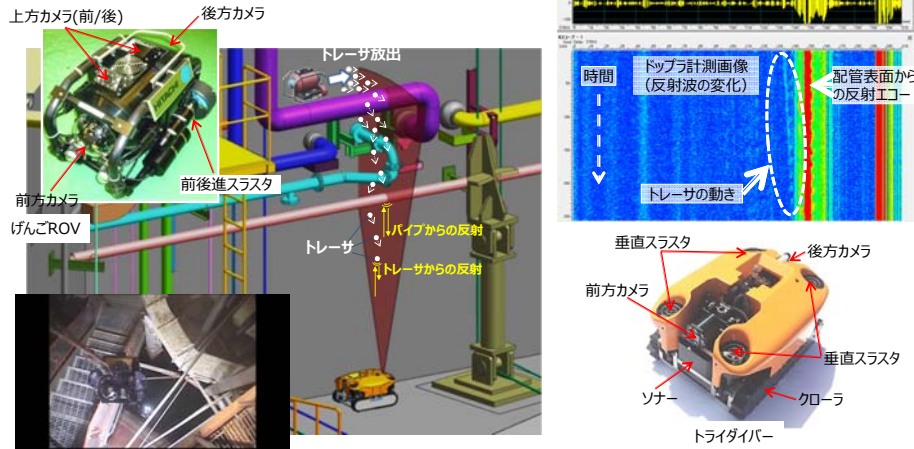 上方カメラ(前/後)
後方カメラ
HITACHI
前方カメラ
前後進スラスタ
げんごROV
トレーサ放出
トレーサ
パイプからの反射
トレーサからの反射
時間
ドップラ計測画像
(反射波の変化)
配管表面から
の反射エコー
トレーサの動き
垂直スラスタ
後方カメラ
前方カメラ
垂直スラスタ
ソナー
クローラ
トライダイバー